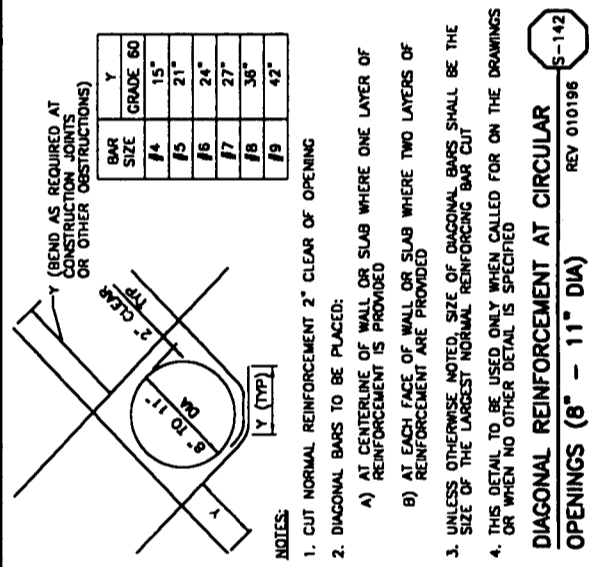 Y (BEND AS REQUIRED AT
CONSTRUCTION JOINTS
OR OTHER OBSTRUCTIONS)
2" CLEAR
TYP
8" TO 11"
DIA
Y
Y (TYP)
BAR SIZE Y GRADE 60
#4 15"
#5 21"
#6 24"
#7 27"
#8 36"
#9 42"
NOTES:
1. CUT NORMAL REINFORCEMENT 2" CLEAR OF OPENING
2. DIAGONAL BARS TO BE PLACED:
A) AT CENTERLINE OF WALL OR SLAB WHERE ONE LAYER OF
REINFORCEMENT IS PROVIDED
B) AT EACH FACE OF WALL OR SLAB WHERE TWO LAYERS OF
REINFORCEMENT ARE PROVIDED
3. UNLESS OTHERWISE NOTED, SIZE OF DIAGONAL BARS SHALL BE THE
SIZE OF THE LARGEST NORMAL REINFORCING BAR CUT
4. THIS DETAIL TO BE USED ONLY WHEN CALLED FOR ON THE DRAWINGS
OR WHEN NO OTHER DETAIL IS SPECIFIED
DIAGONAL REINFORCEMENT AT CIRCULAR
OPENINGS (8" - 11" DIA)
REV 010196
S-142